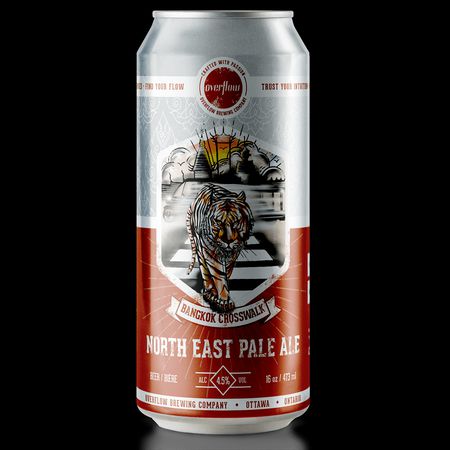 CRAFTED WITH PASSION
overflow
OVERFLOW BREWING COMPANY
• FIND YOUR FLOW
TRUST YOUR INTUITION
BANGKOK CROSSWALK
NORTH EAST PALE ALE
BEER / BIÈRE
ALC 4.5% VOL
16 oz / 473 ml
OVERFLOW BREWING COMPANY • OTTAWA • ONTARIO